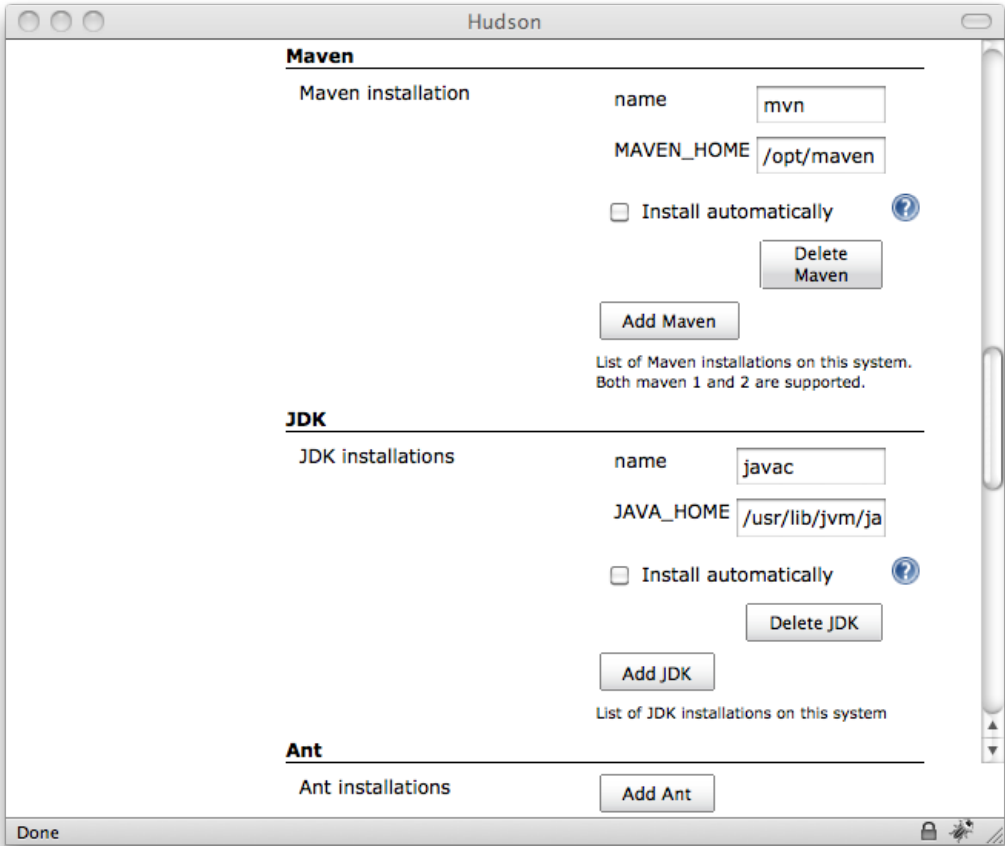 Hudson
Maven
Maven installation
name
mvn
MAVEN_HOME
/opt/maven
Install automatically
?
Delete
Maven
Add Maven
List of Maven installations on this system.
Both maven 1 and 2 are supported.
JDK
JDK installations
name
javac
JAVA_HOME
/usr/lib/jvm/ja
Install automatically
?
Delete JDK
Add JDK
List of JDK installations on this system
Ant
Ant installations
Add Ant
Done